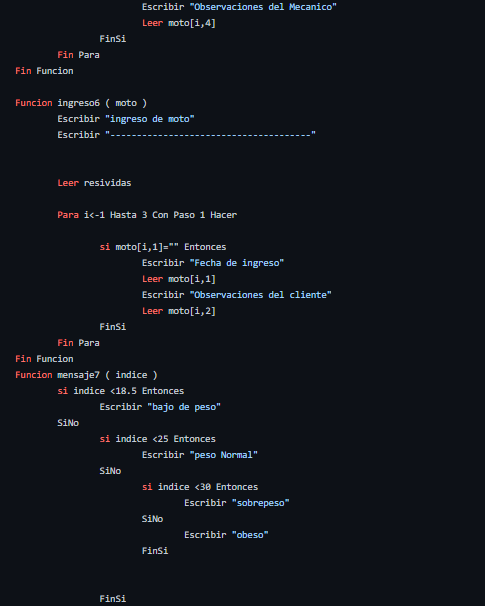 Escribir "Observaciones del Mecanico"
Leer moto[i,4]
FinSi
Fin Para
Fin Funcion
Funcion ingreso6 ( moto )
Escribir "ingreso de moto"
Escribir "--------------------------------------"
Leer resividas
Para i<-1 Hasta 3 Con Paso 1 Hacer
si moto[i,1]="" Entonces
Escribir "Fecha de ingreso"
Leer moto[i,1]
Escribir "Observaciones del cliente"
Leer moto[i,2]
FinSi
Fin Para
Fin Funcion
Funcion mensaje7 ( indice )
si indice <18.5 Entonces
Escribir "bajo de peso"
SiNo
si indice <25 Entonces
Escribir "peso Normal"
SiNo
si indice <30 Entonces
Escribir "sobrepeso"
SiNo
Escribir "obeso"
FinSi
FinSi